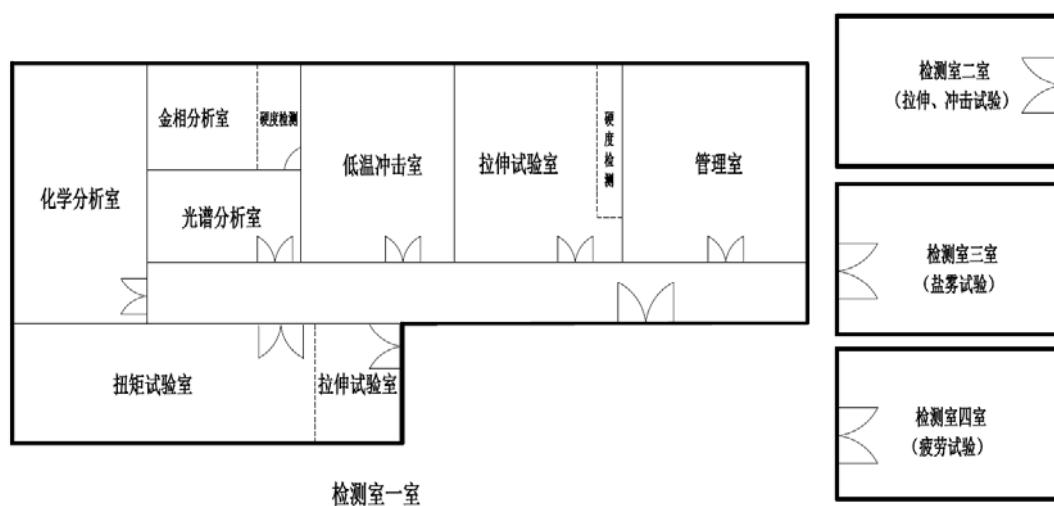 金相分析室
硬度检测
化学分析室
光谱分析室
低温冲击室
拉伸试验室
硬度检测
管理室
扭矩试验室
拉伸试验室
检测室一室
检测室二室
(拉伸、冲击试验)
检测室三室
(盐雾试验)
检测室四室
(疲劳试验)